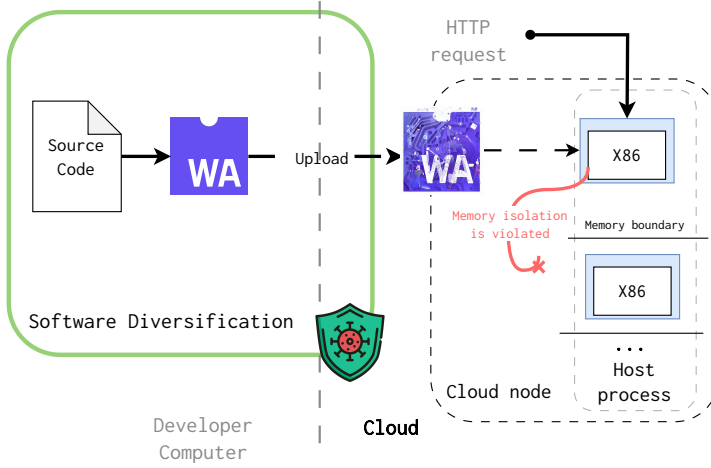 HTTP
request
Source
Code
WA
Upload
WA
X86
Memory isolation
is violated
Memory boundary
X86
Software Diversification
...
Host
process
Cloud node
Developer
Computer
Cloud